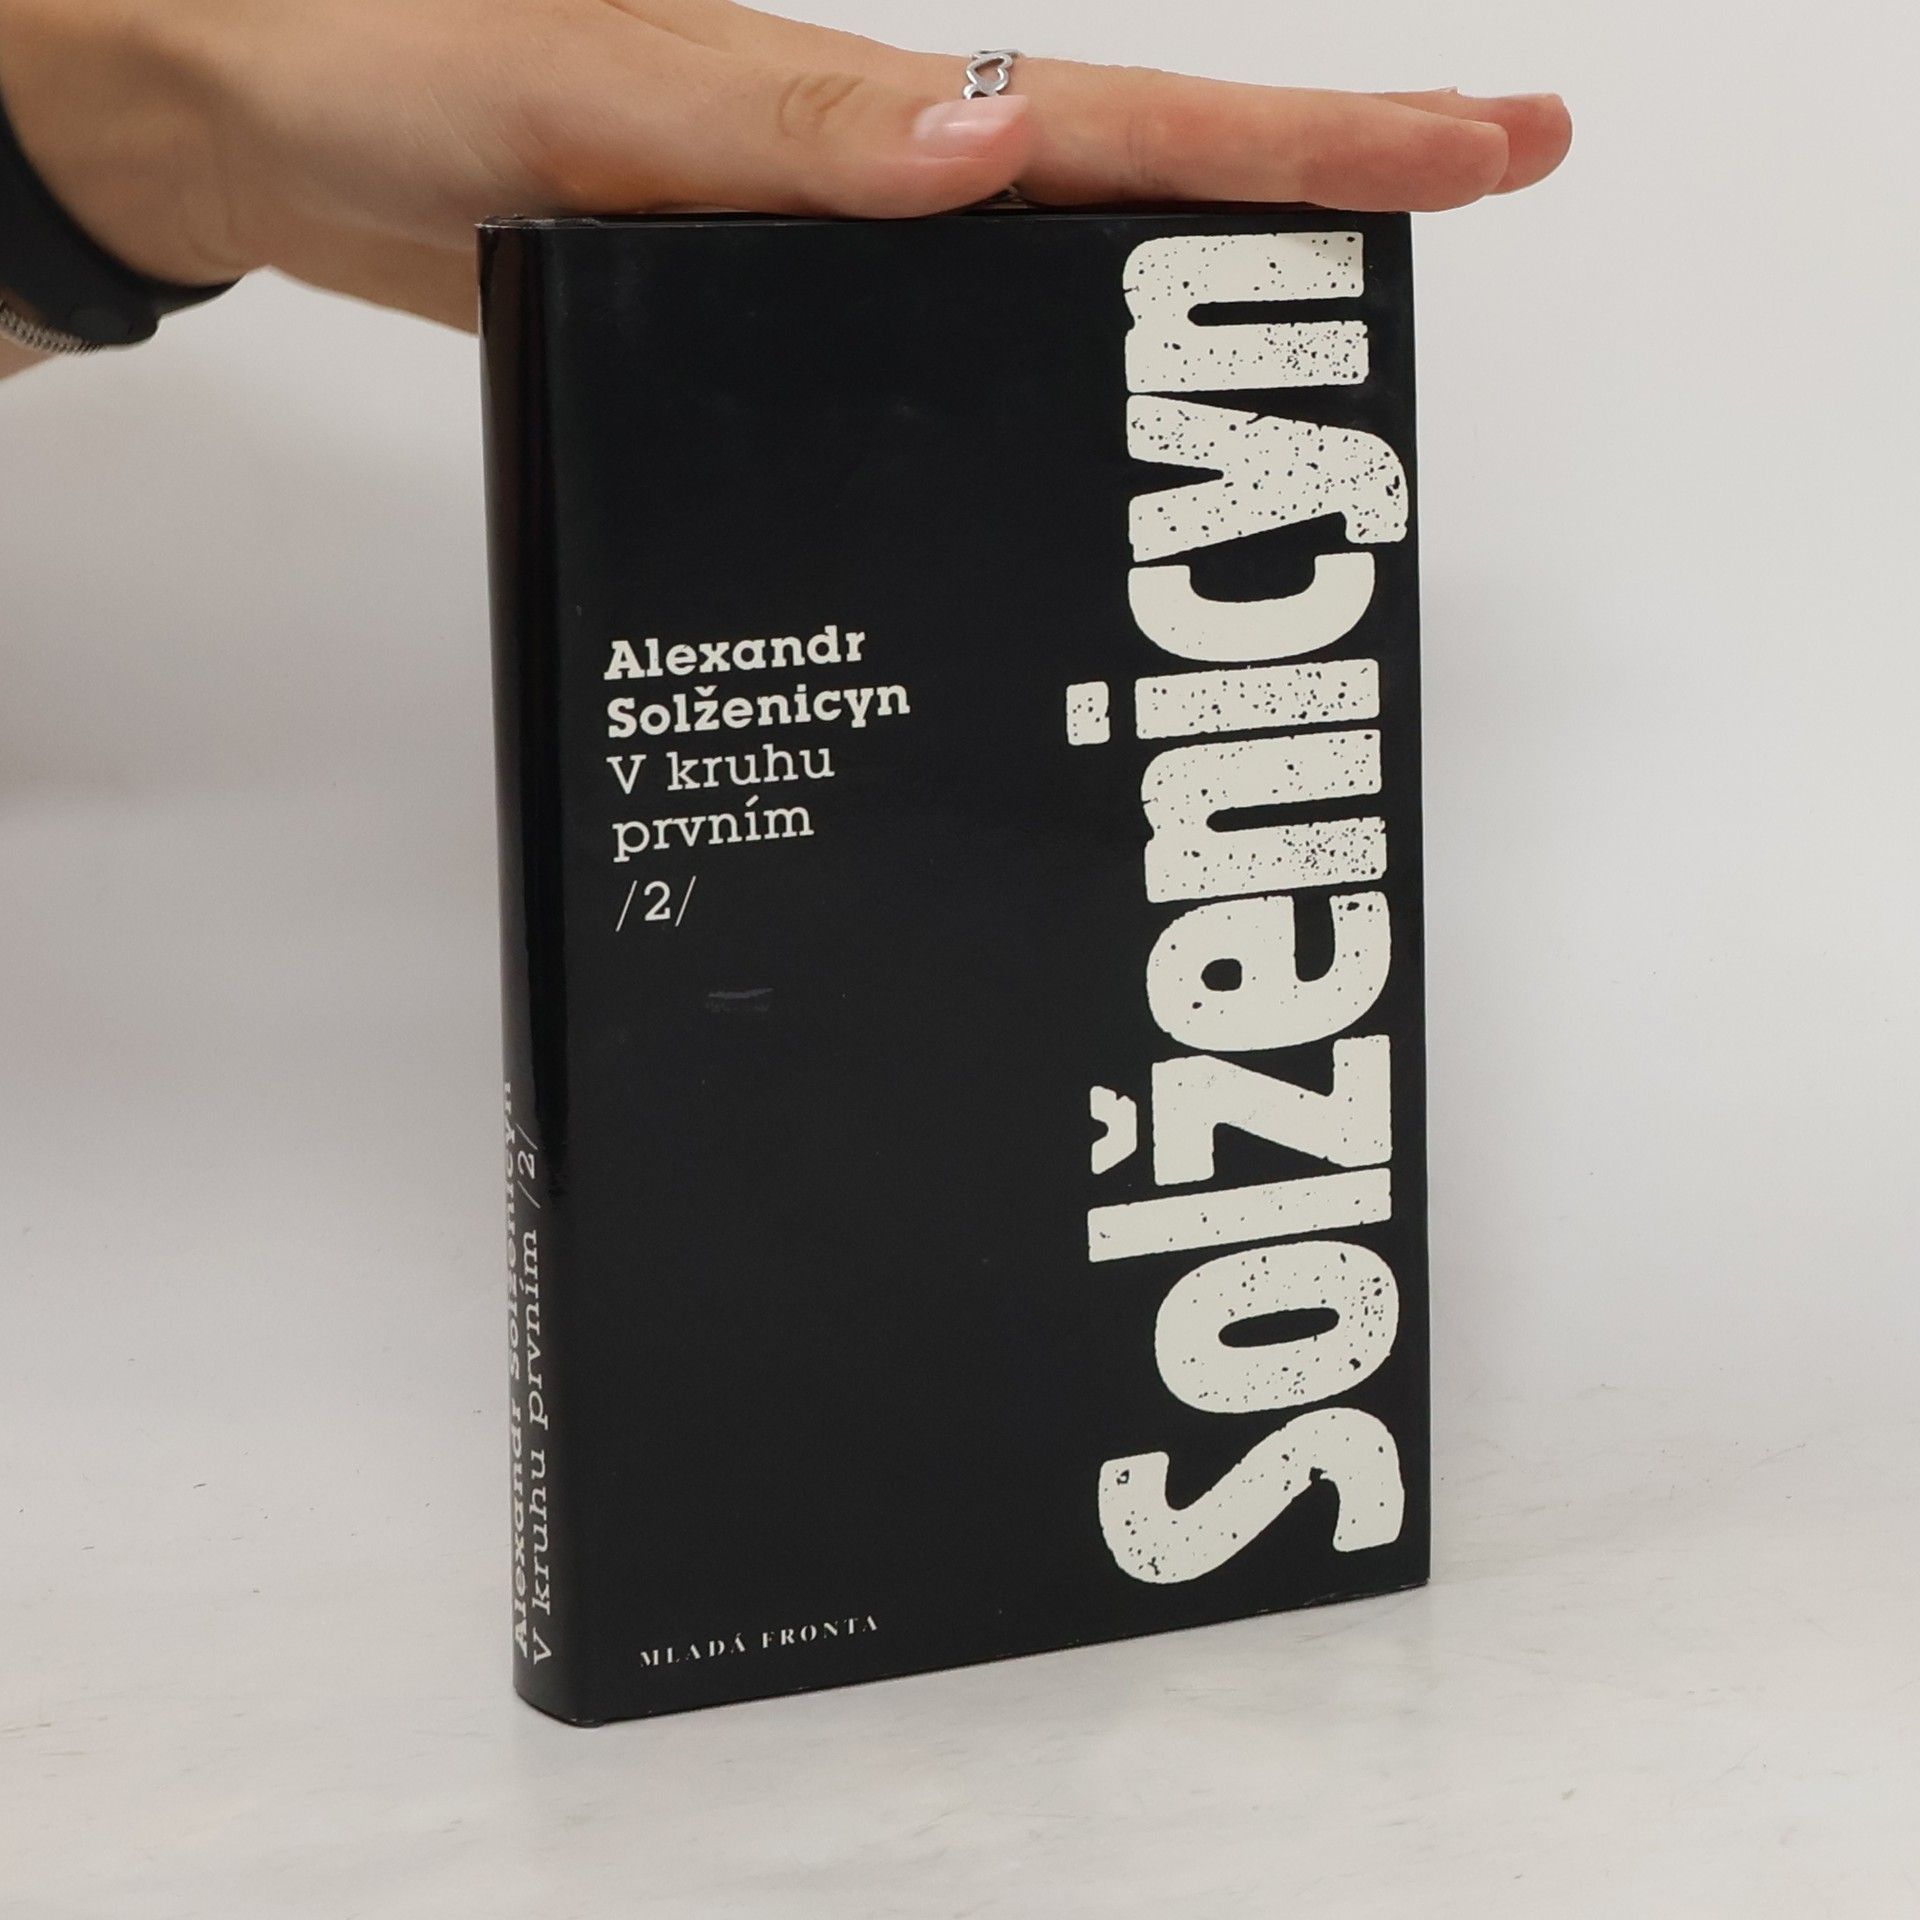 Alexandr
Solženicyn
V kruhu
prvním
/2/
solženicyn
MLADÁ FRONTA
Alexandr Solženicyn
V kruhu prvním /2/